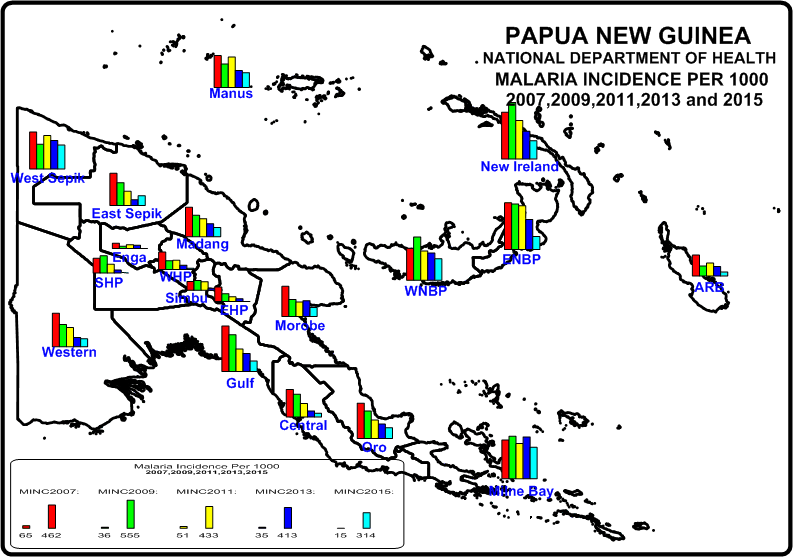 PAPUA NEW GUINEA
. NATIONAL DEPARTMENT OF HEALTH
MALARIA INCIDENCE PER 1000
2007,2009,2011,2013 and 2015
Manus
New Ireland
West Sepik
East Sepik
Madang
ENBP
Enga
WHP
SHP
WNBP
ARB
Simbu
EHP
Morobe
Western
Gulf
Central
Oro
Milne Bay
Malaria Incidence Per 1000
2007,2009,2011,2013,2015
MINC2007: MINC2009: MINC2011: MINC2013: MINC2015:
65 462 36 555 51 433 35 413 15 314